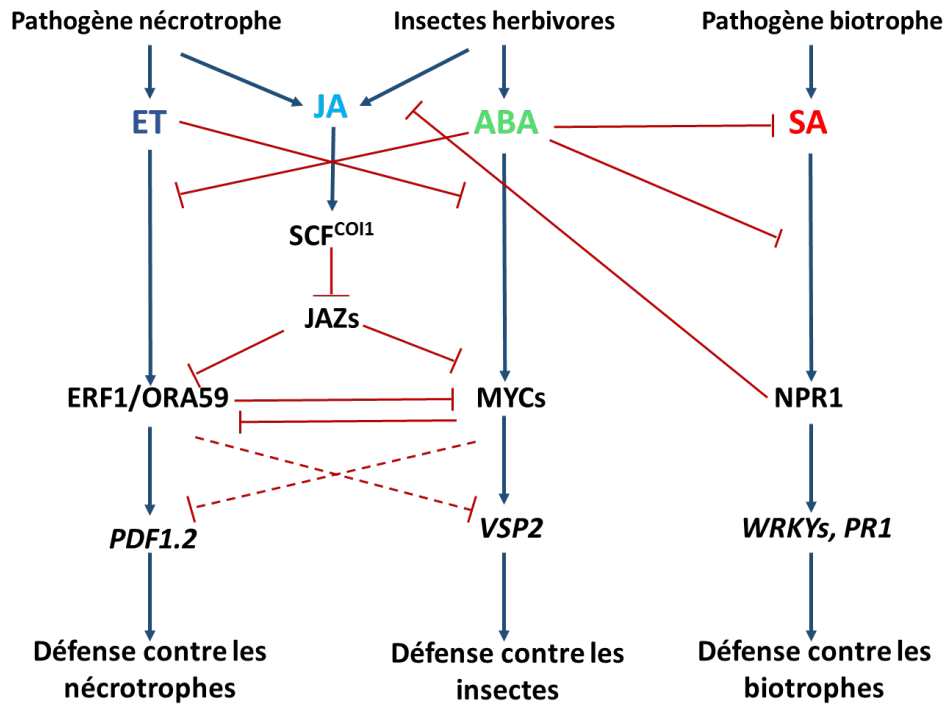 Pathogène nécrotrophe
Insectes herbivores
Pathogène biotrophe
ET
JA
ABA
SA
SCFCOI1
JAZs
ERF1/ORA59
MYCs
NPR1
PDF1.2
VSP2
WRKYs, PR1
Défense contre les
nécrotrophes
Défense contre les
insectes
Défense contre les
biotrophes